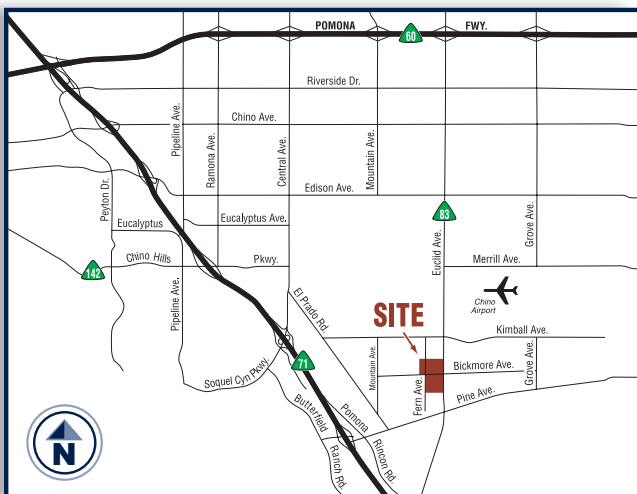 POMONA
FWY.
60
Riverside Dr.
Chino Ave.
Pipeline Ave.
Ramona Ave.
Central Ave.
Mountain Ave.
Edison Ave.
Peyton Dr.
83
Eucalyptus
Eucalyptus Ave.
Euclid Ave.
Grove Ave.
142
Chino Hills
Pkwy.
Merrill Ave.
Pipeline Ave.
El Prado Rd.
Chino
Airport
SITE
Kimball Ave.
71
Mountain Ave.
Bickmore Ave.
Grove Ave.
Soquel Cyn Pkwy.
Fern Ave.
Pine Ave.
Butterfield
Ranch Rd.
Pomona
Rincon Rd.
N